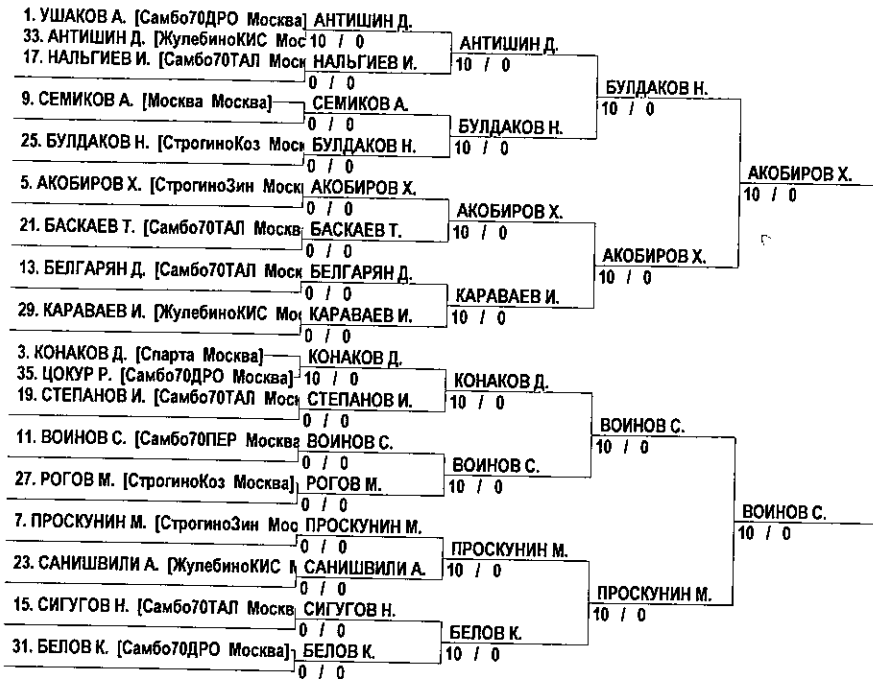 1. УШАКОВ А. [Самбо70ДРО Москва] АНТИШИН Д.
33. АНТИШИН Д. [ЖулебиноКИС Мос 10 / 0 АНТИШИН Д.
17. НАЛЬГИЕВ И. [Самбо70ТАЛ Моск НАЛЬГИЕВ И. 10 / 0
0 / 0 БУЛДАКОВ Н.
9. СЕМИКОВ А. [Москва Москва] СЕМИКОВ А. 10 / 0
0 / 0 БУЛДАКОВ Н.
25. БУЛДАКОВ Н. [СтрогиноКоз Моск БУЛДАКОВ Н. 10 / 0
0 / 0 АКОБИРОВ Х.
5. АКОБИРОВ Х. [СтрогиноЗин Моск АКОБИРОВ Х. 10 / 0
0 / 0 АКОБИРОВ Х.
21. БАСКАЕВ Т. [Самбо70ТАЛ Москв БАСКАЕВ Т. 10 / 0
0 / 0 АКОБИРОВ Х.
13. БЕЛГАРЯН Д. [Самбо70ТАЛ Моск БЕЛГАРЯН Д. 10 / 0
0 / 0 КАРАВАЕВ И.
29. КАРАВАЕВ И. [ЖулебиноКИС Мос КАРАВАЕВ И. 10 / 0
0 / 0
3. КОНАКОВ Д. [Спарта Москва] КОНАКОВ Д.
35. ЦОКУР Р. [Самбо70ДРО Москва] 10 / 0 КОНАКОВ Д.
19. СТЕПАНОВ И. [Самбо70ТАЛ Моск СТЕПАНОВ И. 10 / 0
0 / 0 ВОИНОВ С.
11. ВОИНОВ С. [Самбо70ПЕР Москва ВОИНОВ С. 10 / 0
0 / 0 ВОИНОВ С.
27. РОГОВ М. [СтрогиноКоз Москва] РОГОВ М. 10 / 0
0 / 0 ВОИНОВ С.
7. ПРОСКУНИН М. [СтрогиноЗин Мос ПРОСКУНИН М. 10 / 0
0 / 0 ПРОСКУНИН М.
23. САНИШВИЛИ А. [ЖулебиноКИС М САНИШВИЛИ А. 10 / 0
0 / 0 ПРОСКУНИН М.
15. СИГУГОВ Н. [Самбо70ТАЛ Москв СИГУГОВ Н. 10 / 0
0 / 0 БЕЛОВ К.
31. БЕЛОВ К. [Самбо70ДРО Москва] БЕЛОВ К. 10 / 0
0 / 0